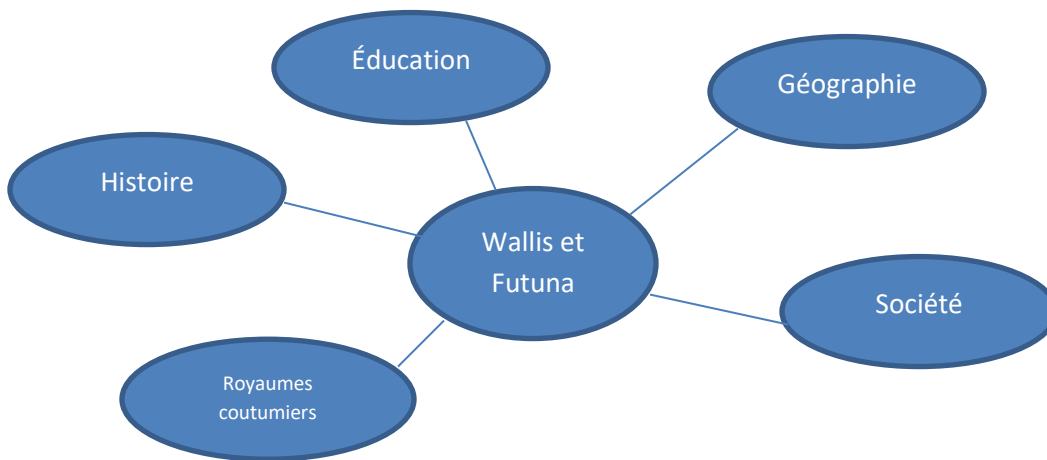 Éducation
Géographie
Histoire
Wallis et
Futuna
Société
Royaumes
coutumiers